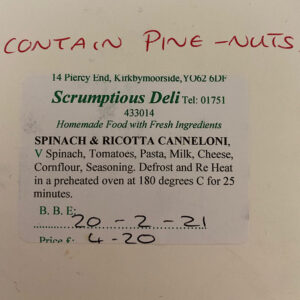 CONTAIN PINE-NUTS
14 Piercy End, Kirkbymoorside, YO62 6DF
Scrumptious Deli Tel: 01751
433014
Homemade Food with Fresh Ingredients
SPINACH & RICOTTA CANNELONI,
V Spinach, Tomatoes, Pasta, Milk, Cheese,
Cornflour, Seasoning. Defrost and Re Heat
in a preheated oven at 180 degrees C for 25
minutes.
B. B. E: 20-2-21
Price £: 4-20